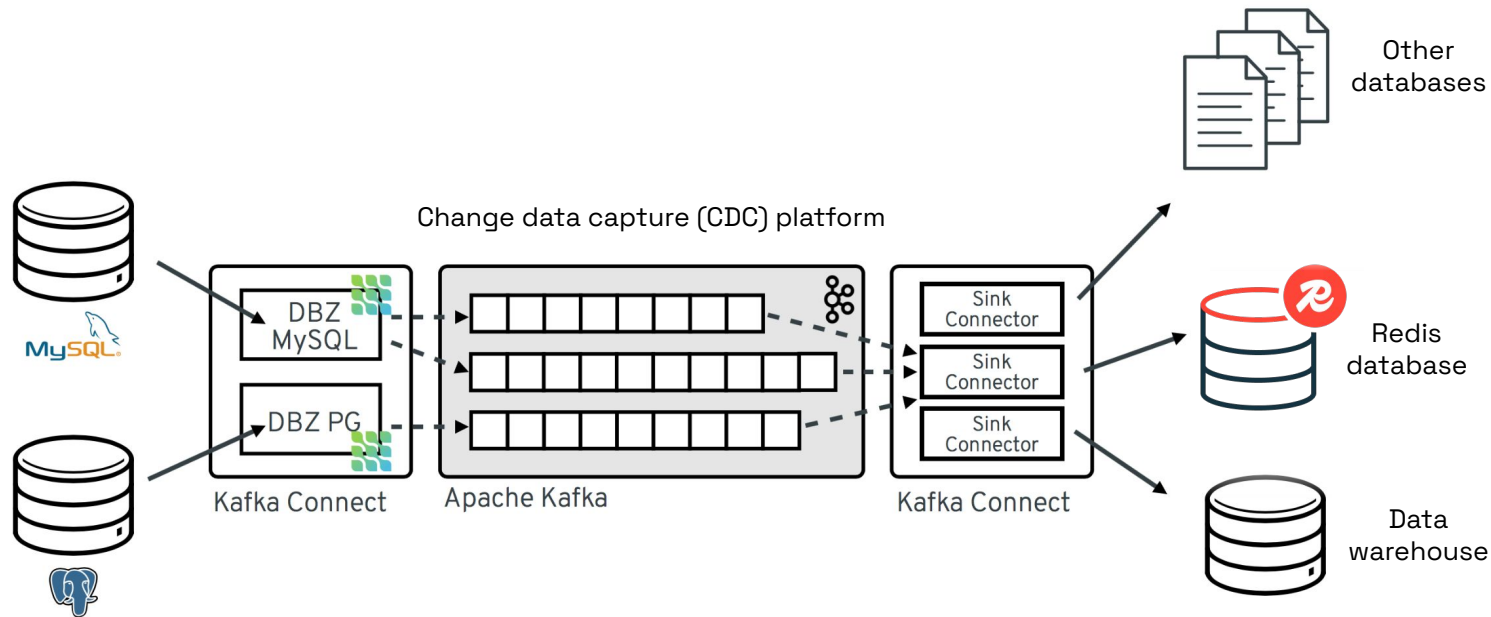 Other
databases
Change data capture (CDC) platform
MySQL
DBZ
MySQL
DBZ PG
Kafka Connect
Apache Kafka
Sink
Connector
Sink
Connector
Sink
Connector
Kafka Connect
Redis
database
Data
warehouse